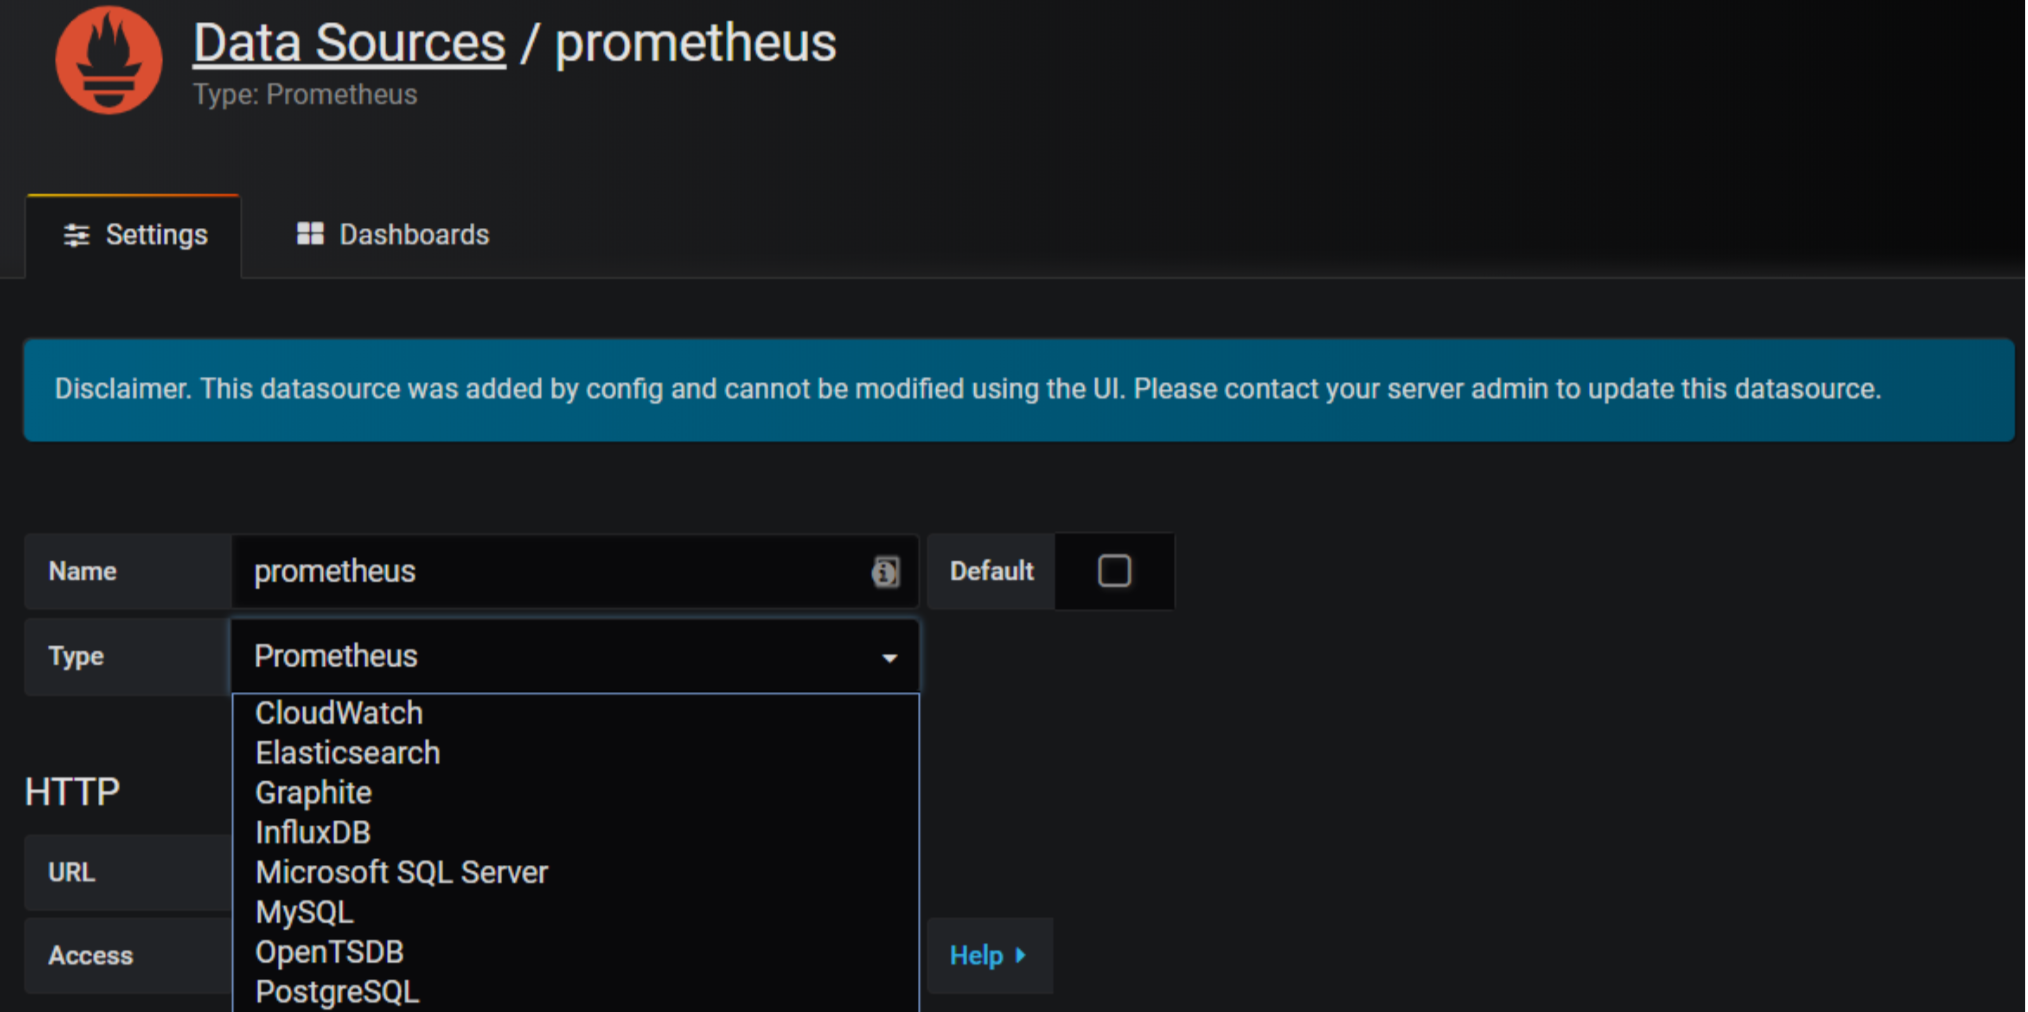 Data Sources / prometheus
Type: Prometheus
Settings
Dashboards
Disclaimer. This datasource was added by config and cannot be modified using the UI. Please contact your server admin to update this datasource.
Name
prometheus
Default
Type
Prometheus
CloudWatch
Elasticsearch
Graphite
InfluxDB
Microsoft SQL Server
MySQL
OpenTSDB
PostgreSQL
HTTP
URL
Access
Help